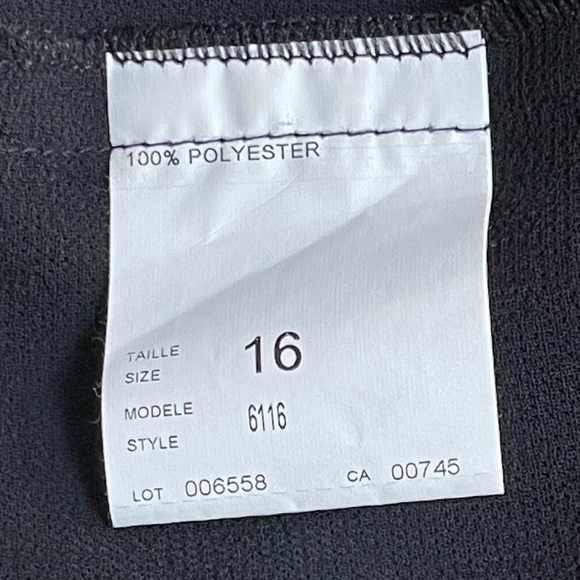 100% POLYESTER
TAILLE
SIZE 16
MODELE
STYLE 6116
LOT 006558 CA 00745